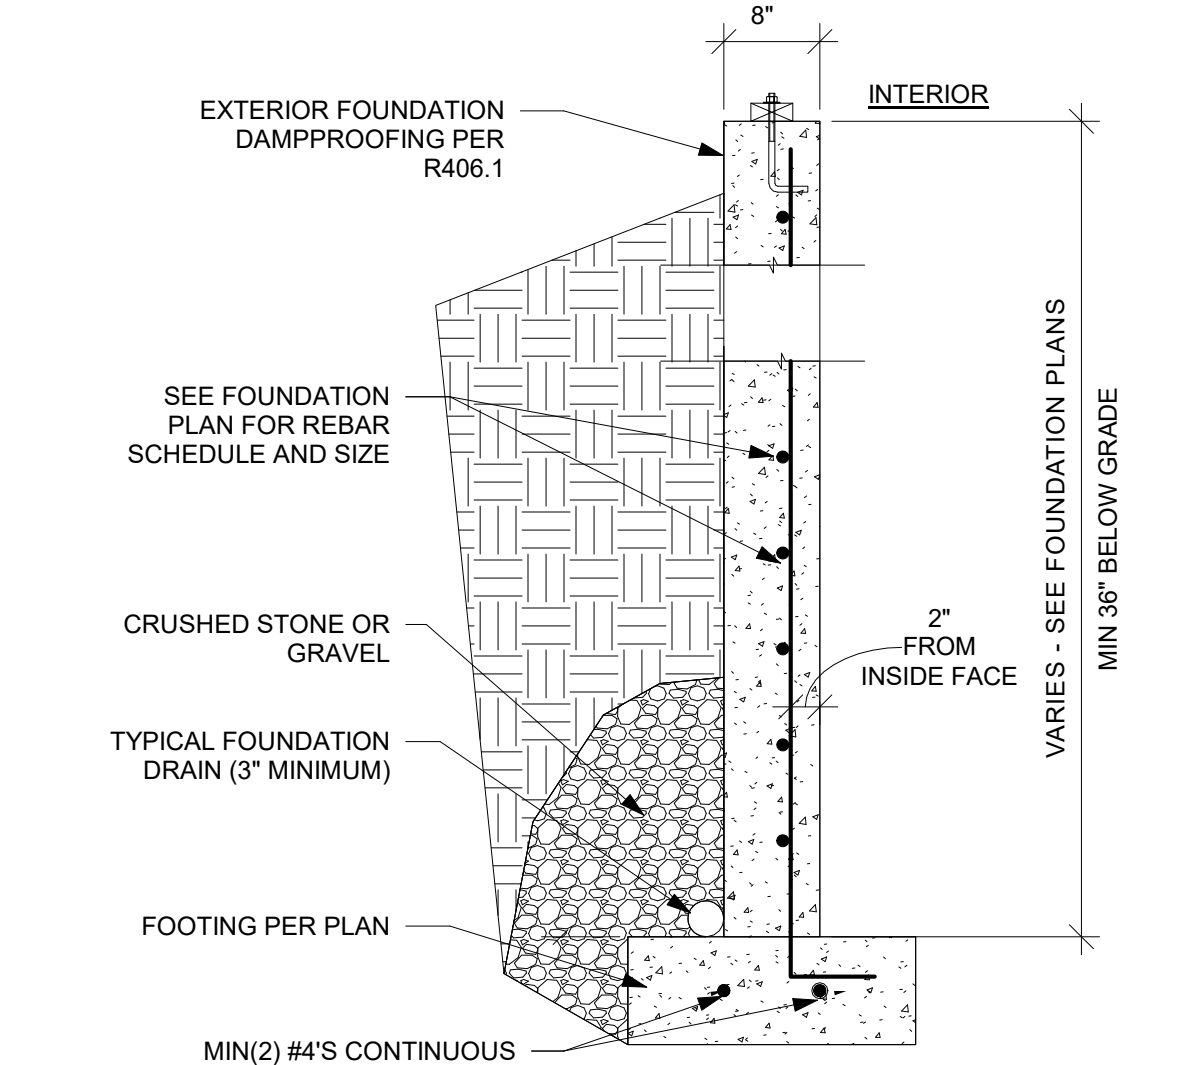 8"
INTERIOR
EXTERIOR FOUNDATION
DAMPPROOFING PER
R406.1
SEE FOUNDATION
PLAN FOR REBAR
SCHEDULE AND SIZE
VARIES - SEE FOUNDATION PLANS
MIN 36" BELOW GRADE
CRUSHED STONE OR
GRAVEL
2"
FROM
INSIDE FACE
TYPICAL FOUNDATION
DRAIN (3" MINIMUM)
FOOTING PER PLAN
MIN(2) #4'S CONTINUOUS